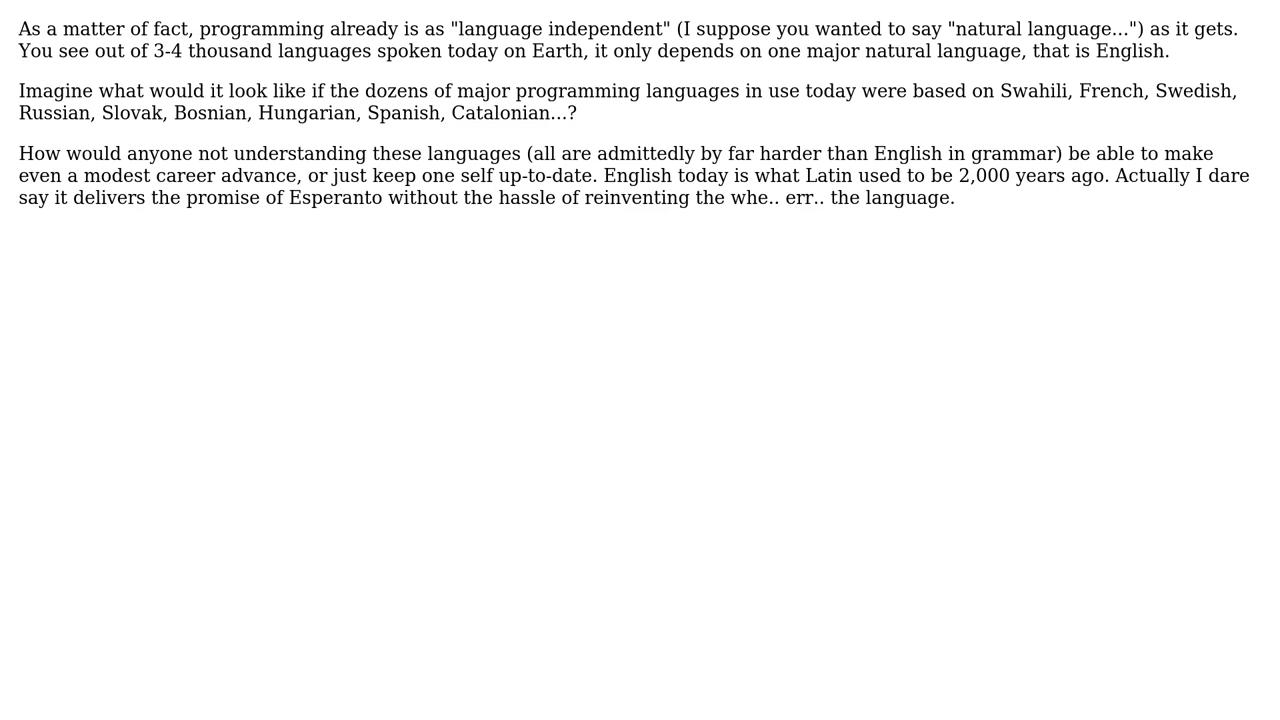 As a matter of fact, programming already is as "language independent" (I suppose you wanted to say "natural language...") as it gets.
You see out of 3-4 thousand languages spoken today on Earth, it only depends on one major natural language, that is English.
Imagine what would it look like if the dozens of major programming languages in use today were based on Swahili, French, Swedish,
Russian, Slovak, Bosnian, Hungarian, Spanish, Catalonian...?
How would anyone not understanding these languages (all are admittedly by far harder than English in grammar) be able to make
even a modest career advance, or just keep one self up-to-date. English today is what Latin used to be 2,000 years ago. Actually I dare
say it delivers the promise of Esperanto without the hassle of reinventing the whe.. err.. the language.